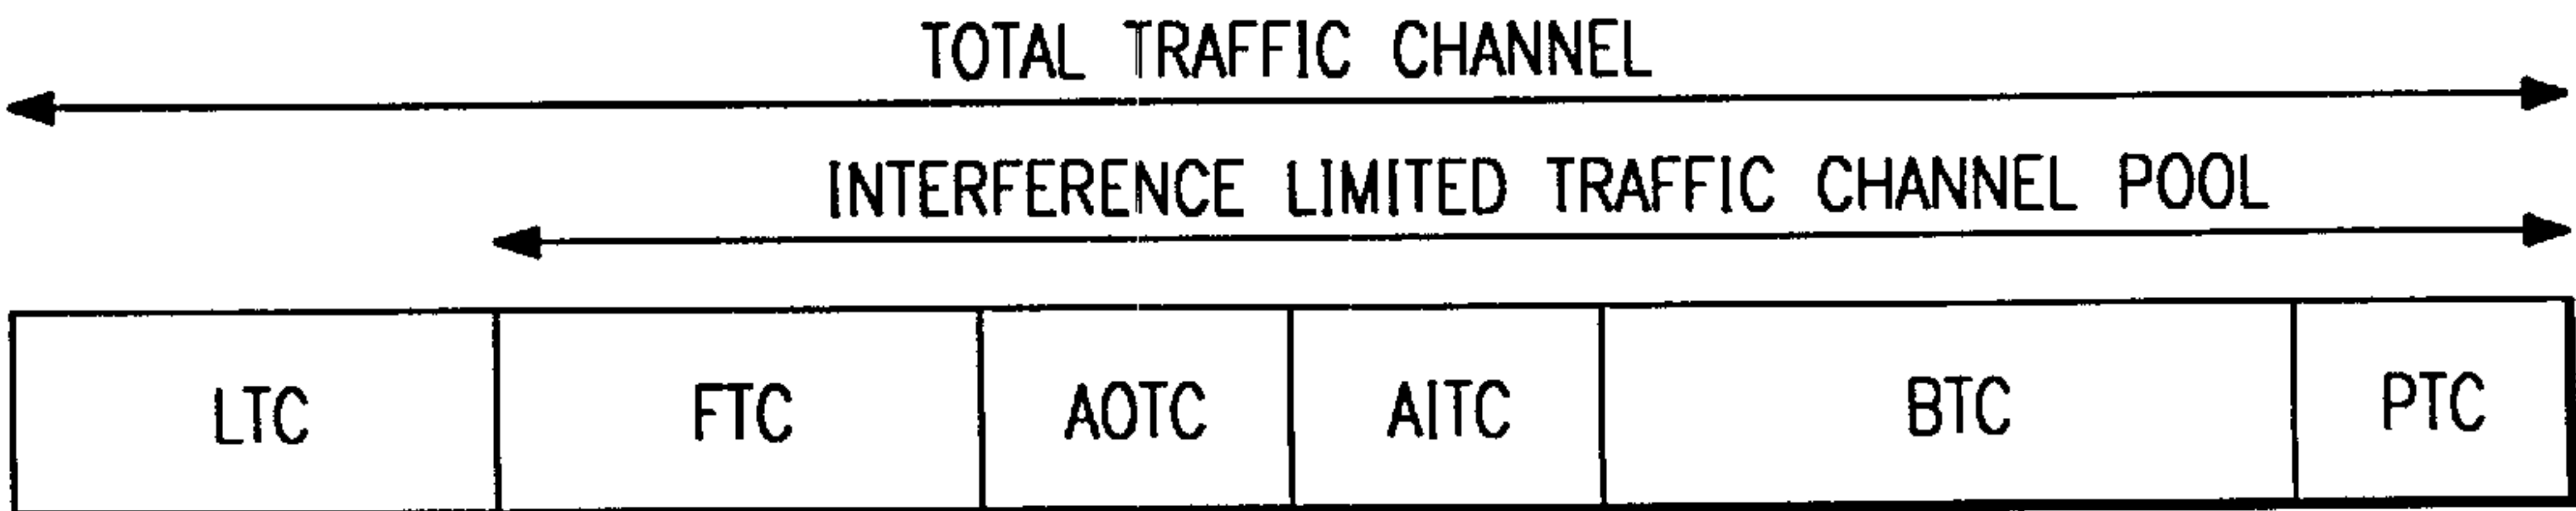 TOTAL TRAFFIC CHANNEL
INTERFERENCE LIMITED TRAFFIC CHANNEL POOL
LTC FTC AOTC AITC BTC PTC